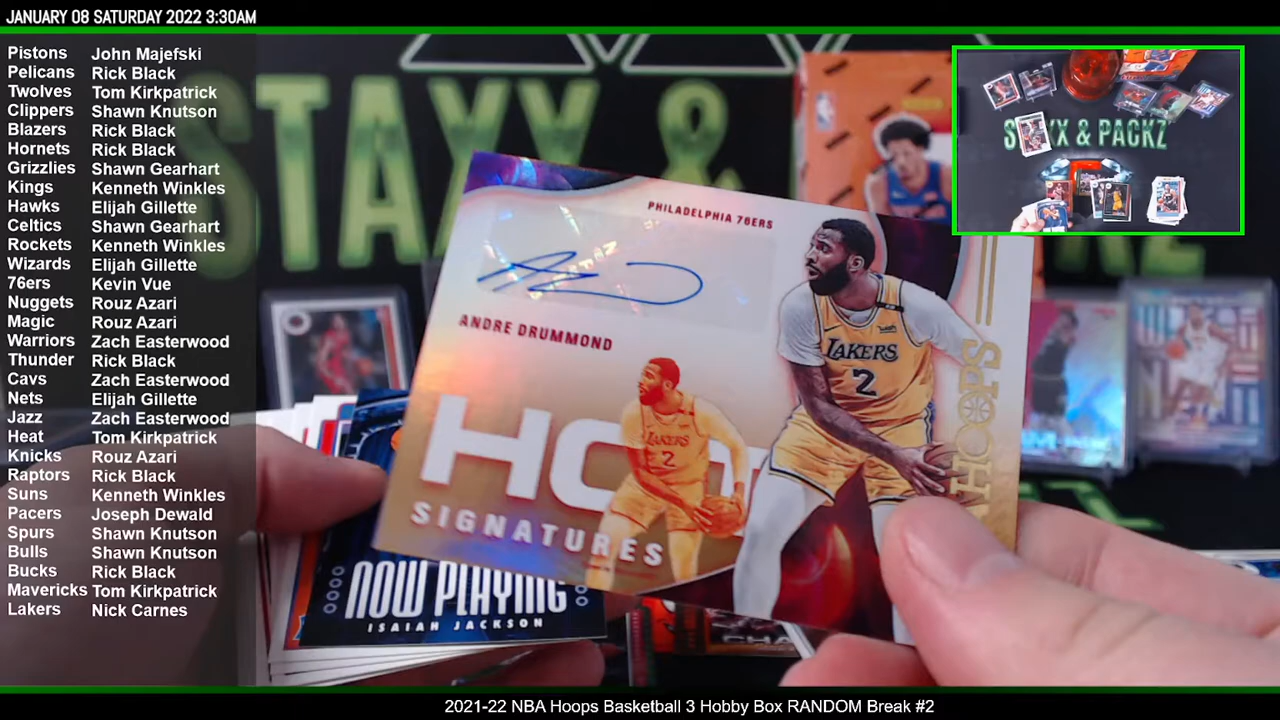 JANUARY 08 SATURDAY 2022 3:30AM
Pistons John Majefski
Pelicans Rick Black
Twolves Tom Kirkpatrick
Clippers Shawn Knutson
Blazers Rick Black
Hornets Rick Black
Grizzlies Shawn Gearhart
Kings Kenneth Winkles
Hawks Elijah Gillette
Celtics Shawn Gearhart
Rockets Kenneth Winkles
Wizards Elijah Gillette
76ers Kevin Vue
Nuggets Rouz Azari
Magic Rouz Azari
Warriors Zach Easterwood
Thunder Rick Black
Cavs Zach Easterwood
Nets Elijah Gillette
Jazz Zach Easterwood
Heat Tom Kirkpatrick
Knicks Rouz Azari
Raptors Rick Black
Suns Kenneth Winkles
Pacers Joseph Dewald
Spurs Shawn Knutson
Bulls Shawn Knutson
Bucks Rick Black
Mavericks Tom Kirkpatrick
Lakers Nick Carnes
STAXX &
PHILADELPHIA 76ERS
ANDRE DRUMMOND
LAKERS
2
LAKERS
2
HOOPS
SIGNATURES
NOW PLAYING
ISAIAH JACKSON
& PACKZ
2021-22 NBA Hoops Basketball 3 Hobby Box RANDOM Break #2